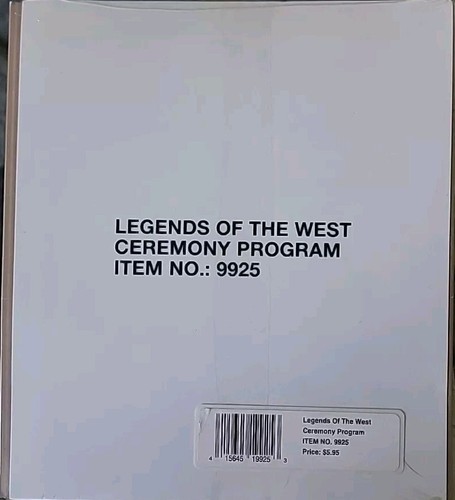 LEGENDS OF THE WEST
CEREMONY PROGRAM
ITEM NO.: 9925
Legends Of The West
Ceremony Program
ITEM NO. 9925
Price: $5.95
4 15645 19925 3